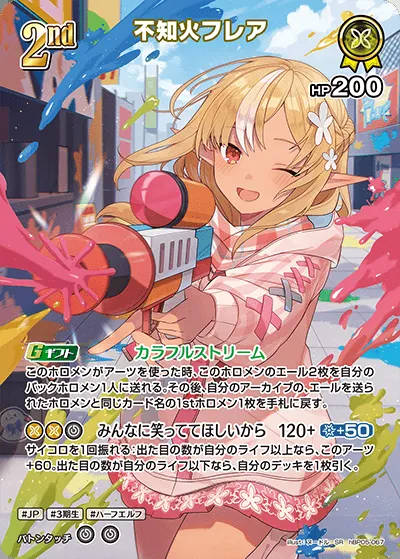 2nd
不知火フレア
HP200
Gギフト カラフルストリーム
このホロメンがアーツを使った時、このホロメンのエール2枚を自分の
バックホロメン1人に送れる。その後、自分のアーカイブの、エールを送ら
れたホロメンと同じカード名の1stホロメン1枚を手札に戻す。
みんなに笑っててほしいから 120+ +50
サイコロを1回振れる:出た目の数が自分のライフ以上なら、このアーツ
+60。出た目の数が自分のライフ以下なら、自分のデッキを1枚引く。
#JP #3期生 #ハーフエルフ
バトンタッチ
SR hBP05-067